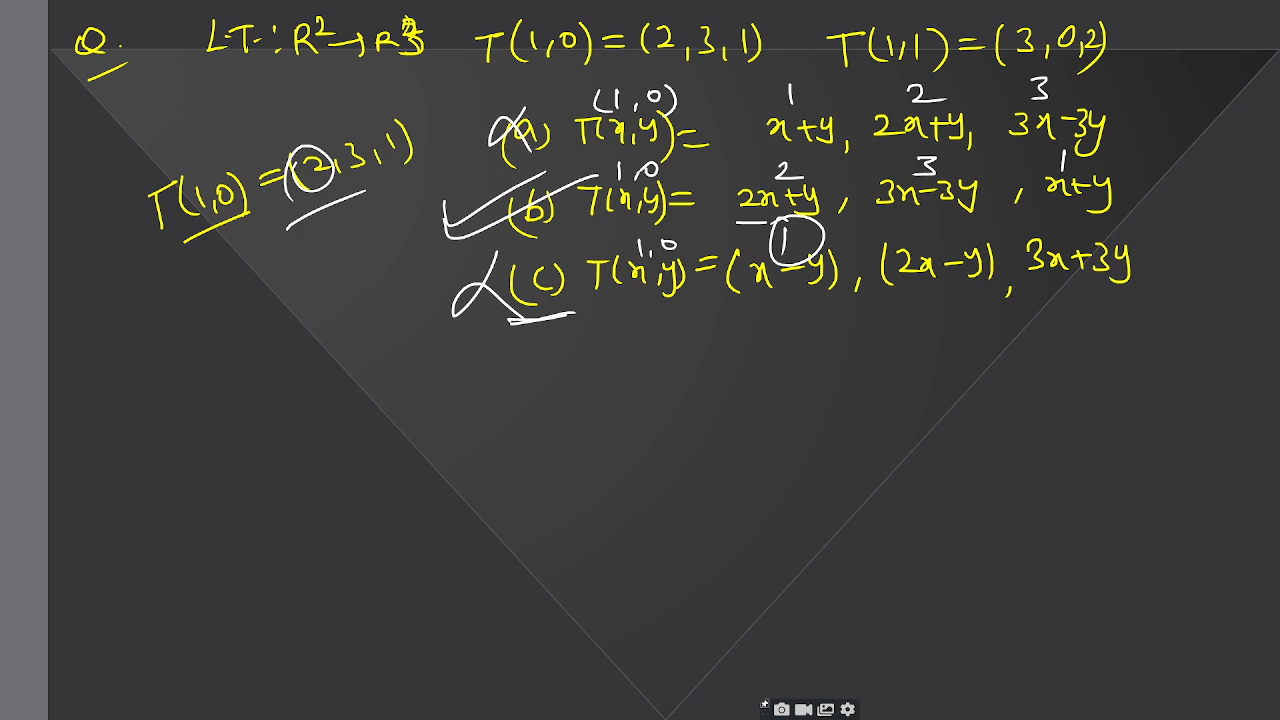 Q. LT: R² → R³ T(1,0) = (2,3,1) T(1,1) = (3,0,2)
(1,0) 1 2 3
(a) T(x,y) = x+y, 2x+y, 3x-3y
T(1,0) = (2,3,1)
1,0 2 3 1
(b) T(x,y) = 2x+y, 3x-3y, x+y
1,0 1
(c) T(x,y) = (x-y), (2x-y), 3x+3y